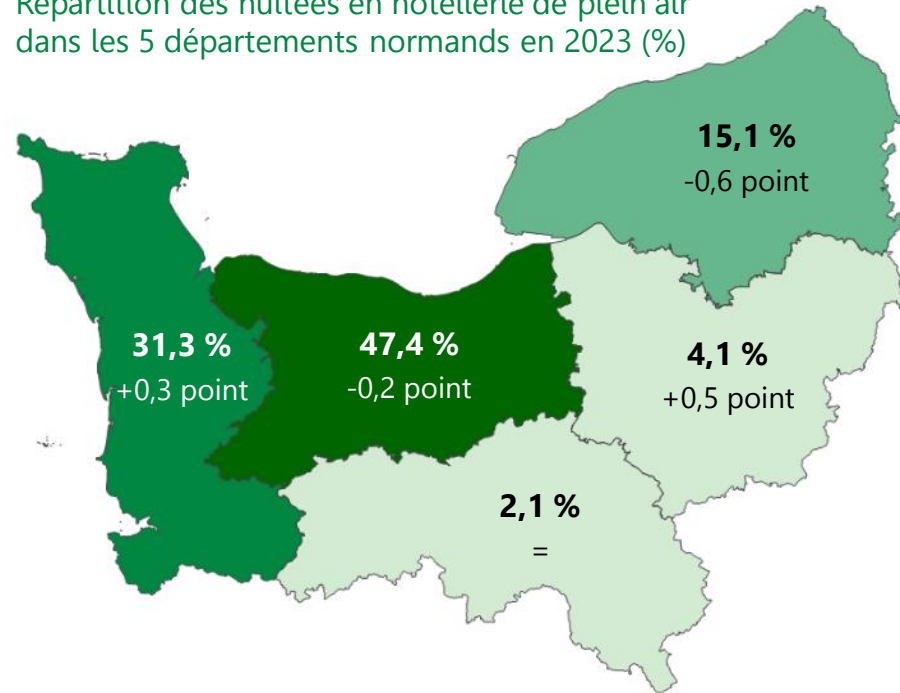 Répartition des nuitées en hôtellerie de plein air
dans les 5 départements normands en 2023 (%)
15,1 %
-0,6 point
31,3 %
+0,3 point
47,4 %
-0,2 point
4,1 %
+0,5 point
2,1 %
=